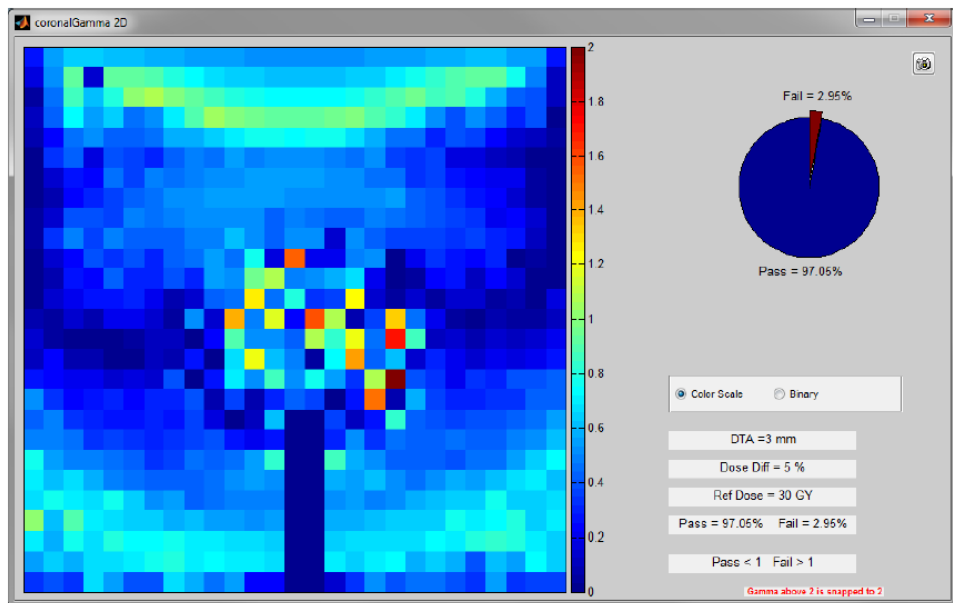 coronalGamma 2D
2
1.8
1.6
1.4
1.2
1
0.8
0.6
0.4
0.2
0
Fail = 2.95%
Pass = 97.05%
Color Scale Binary
DTA =3 mm
Dose Diff = 5 %
Ref Dose = 30 GY
Pass = 97.05% Fail = 2.95%
Pass < 1 Fail > 1
Gamma above 2 is snapped to 2